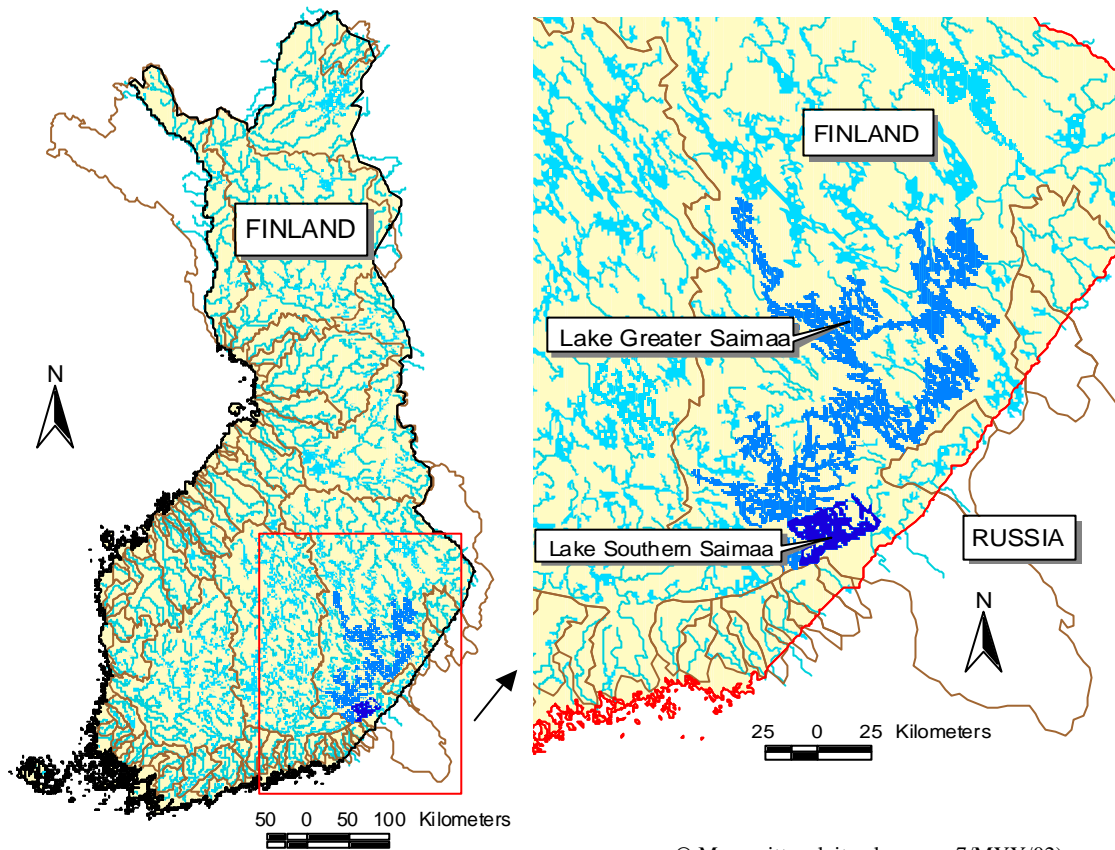 FINLAND
N
50 0 50 100 Kilometers
FINLAND
Lake Greater Saimaa
Lake Southern Saimaa
RUSSIA
N
25 0 25 Kilometers